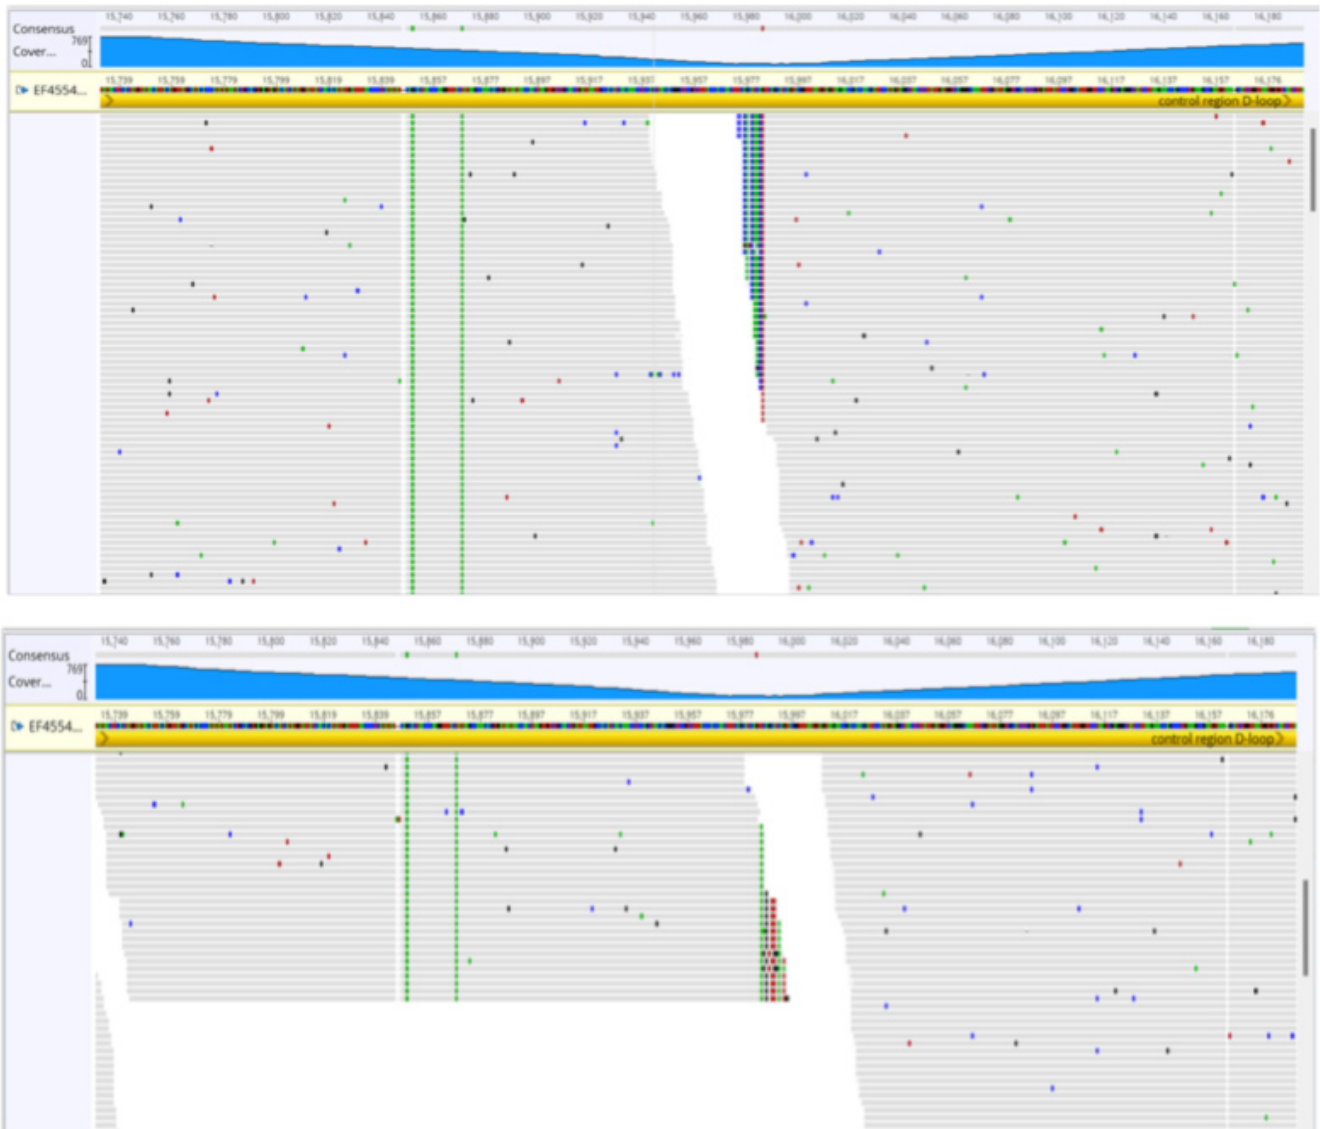 15,740 15,760 15,780 15,800 15,820 15,840 15,860 15,880 15,900 15,920 15,940 15,960 15,980 16,000 16,020 16,040 16,060 16,080 16,100 16,120 16,140 16,160 16,180
Consensus
769
Cover...
0
15,739 15,759 15,779 15,799 15,819 15,839 15,857 15,877 15,897 15,917 15,937 15,957 15,977 15,997 16,017 16,037 16,057 16,077 16,097 16,117 16,137 16,157 16,176
EF4554...
control region D-loop
15,740 15,760 15,780 15,800 15,820 15,840 15,860 15,880 15,900 15,920 15,940 15,960 15,980 16,000 16,020 16,040 16,060 16,080 16,100 16,120 16,140 16,160 16,180
Consensus
769
Cover...
0
15,739 15,759 15,779 15,799 15,819 15,839 15,857 15,877 15,897 15,917 15,937 15,957 15,977 15,997 16,017 16,037 16,057 16,077 16,097 16,117 16,137 16,157 16,176
EF4554...
control region D-loop